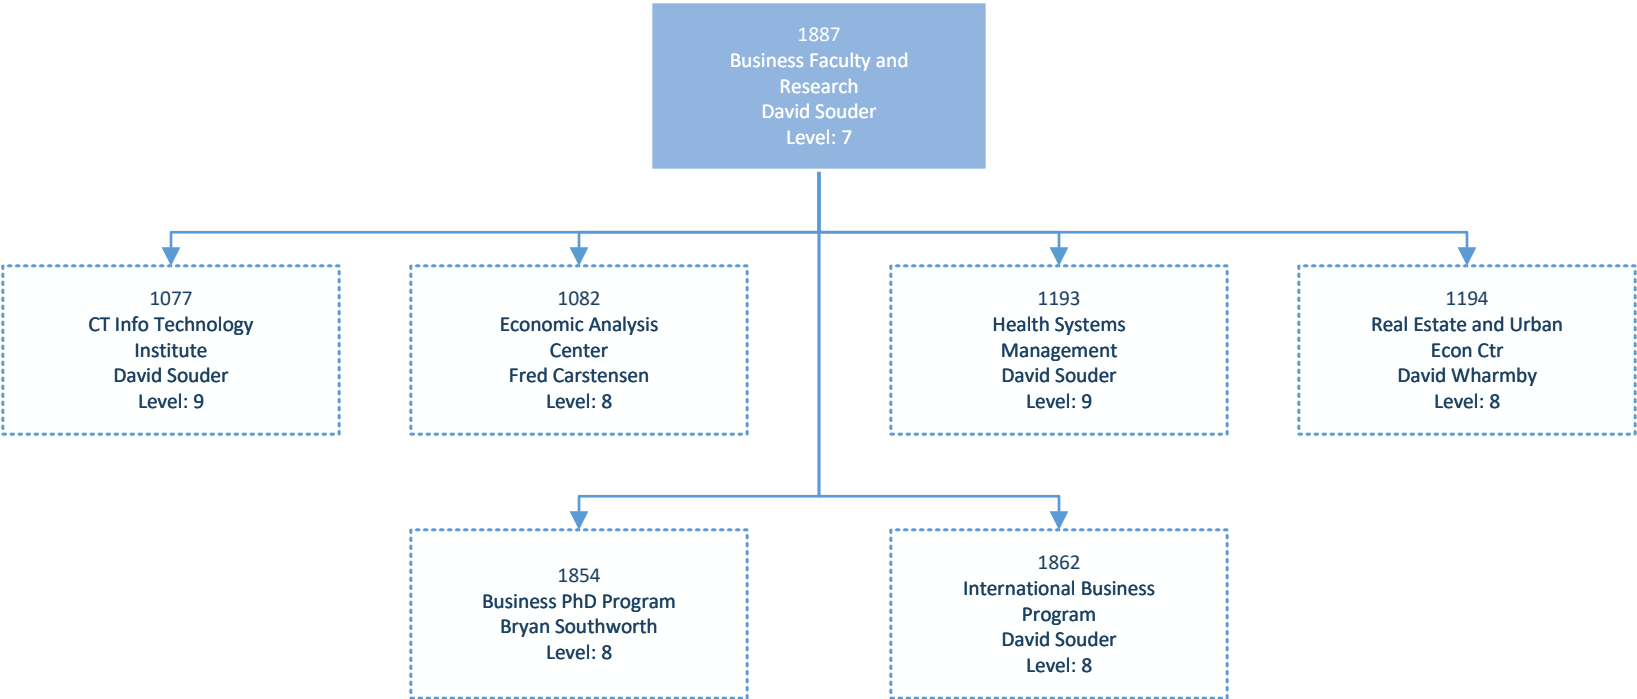 1887
Business Faculty and
Research
David Souder
Level: 7
1077
CT Info Technology
Institute
David Souder
Level: 9
1082
Economic Analysis
Center
Fred Carstensen
Level: 8
1193
Health Systems
Management
David Souder
Level: 9
1194
Real Estate and Urban
Econ Ctr
David Wharmby
Level: 8
1854
Business PhD Program
Bryan Southworth
Level: 8
1862
International Business
Program
David Souder
Level: 8